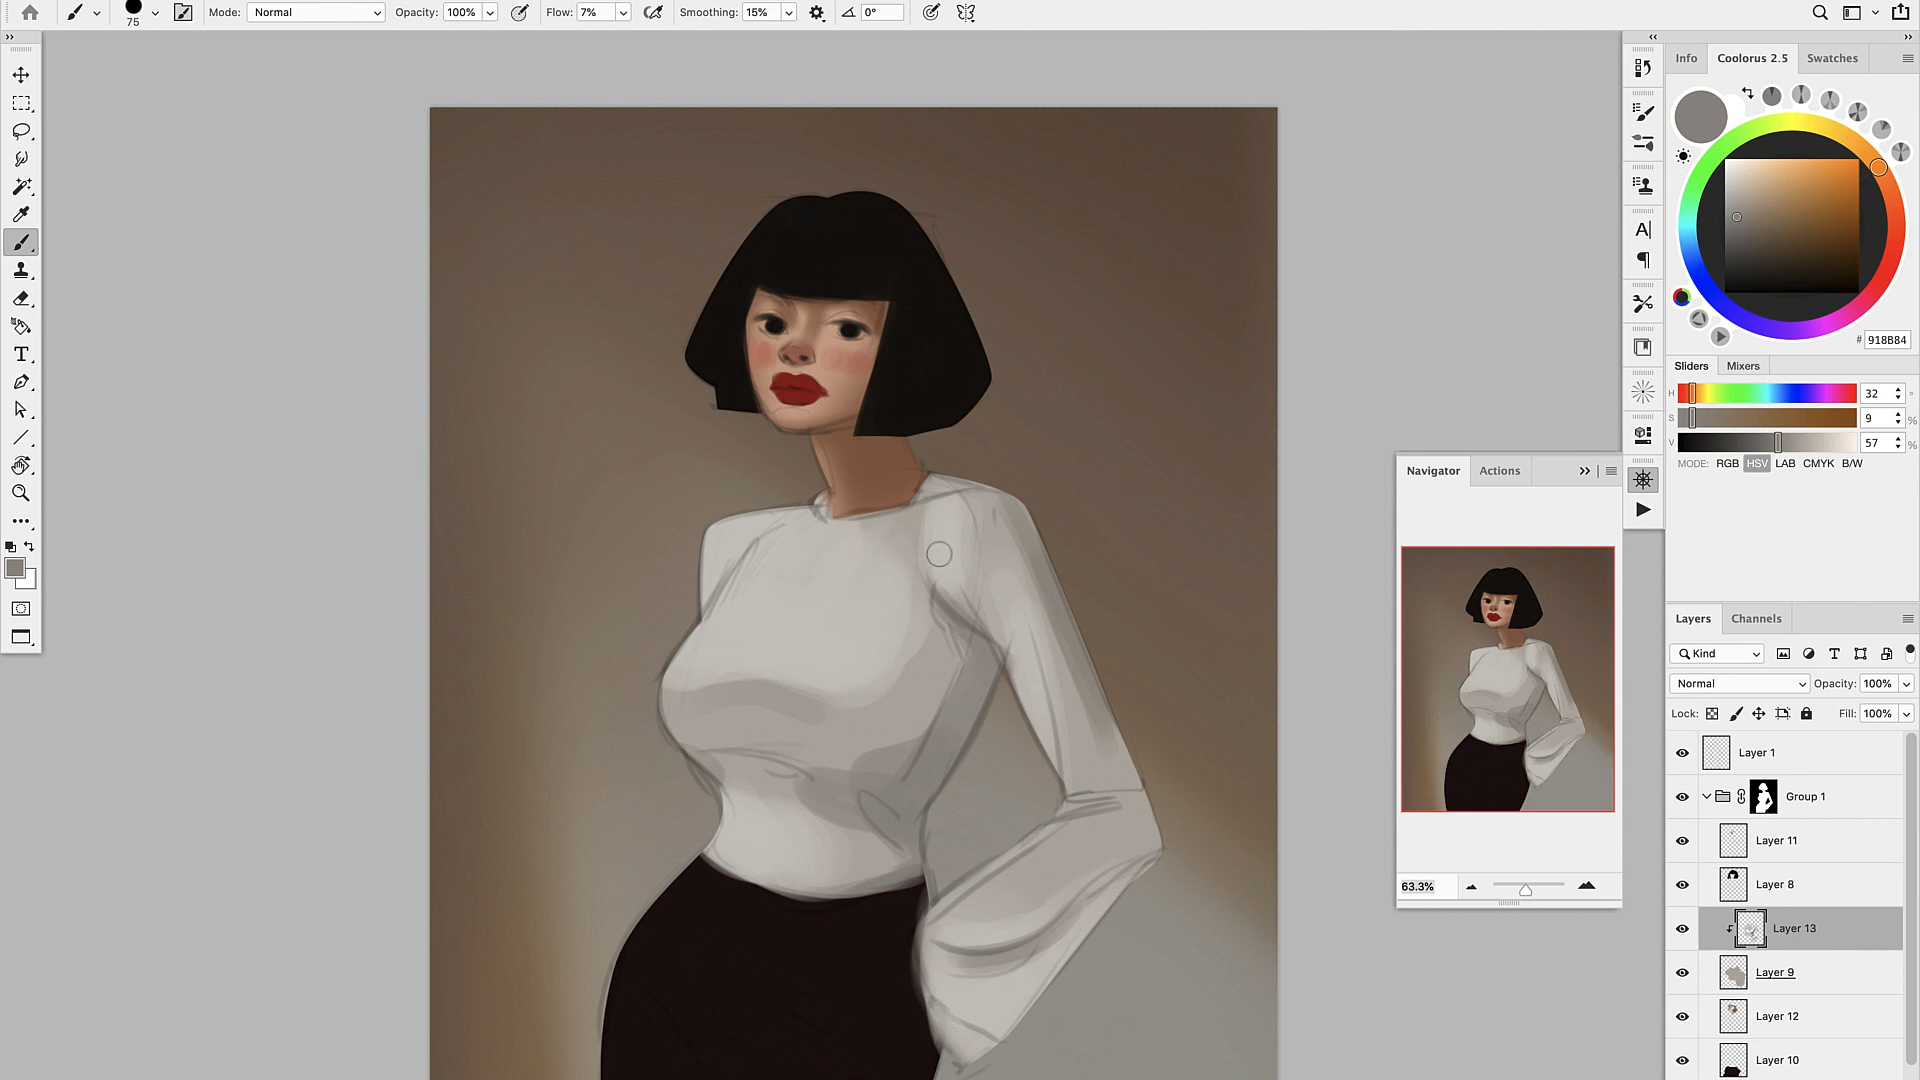 75
Mode: Normal
Opacity: 100%
Flow: 7%
Smoothing: 15%
0°
Info
Coolorus 2.5
Swatches
# 918B84
Sliders
Mixers
H 32 °
S 9 %
V 57 %
MODE: RGB HSV LAB CMYK B/W
Navigator
Actions
63.3%
Layers
Channels
Kind
Normal
Opacity: 100%
Lock:
Fill: 100%
Layer 1
Group 1
Layer 11
Layer 8
Layer 13
Layer 9
Layer 12
Layer 10